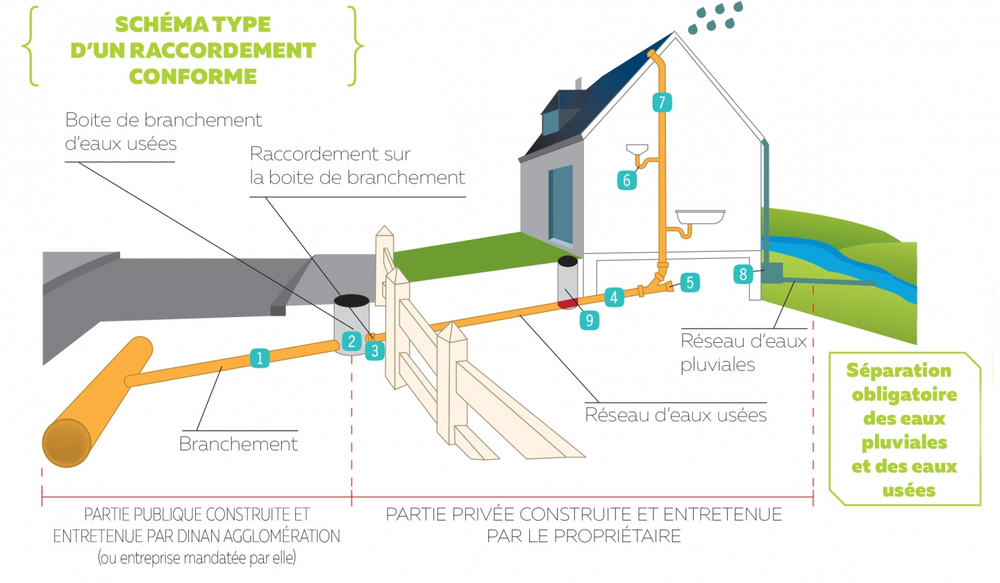 SCHÉMA TYPE
D'UN RACCORDEMENT
CONFORME
Boite de branchement
d'eaux usées
Raccordement sur
la boite de branchement
7
6
8
5
4
9
2
3
1
Réseau d'eaux
pluviales
Réseau d'eaux usées
Branchement
Séparation
obligatoire
des eaux
pluviales
et des eaux
usées
PARTIE PUBLIQUE CONSTRUITE ET
ENTRETENUE PAR DINAN AGGLOMÉRATION
(ou entreprise mandatée par elle)
PARTIE PRIVÉE CONSTRUITE ET ENTRETENUE
PAR LE PROPRIÉTAIRE